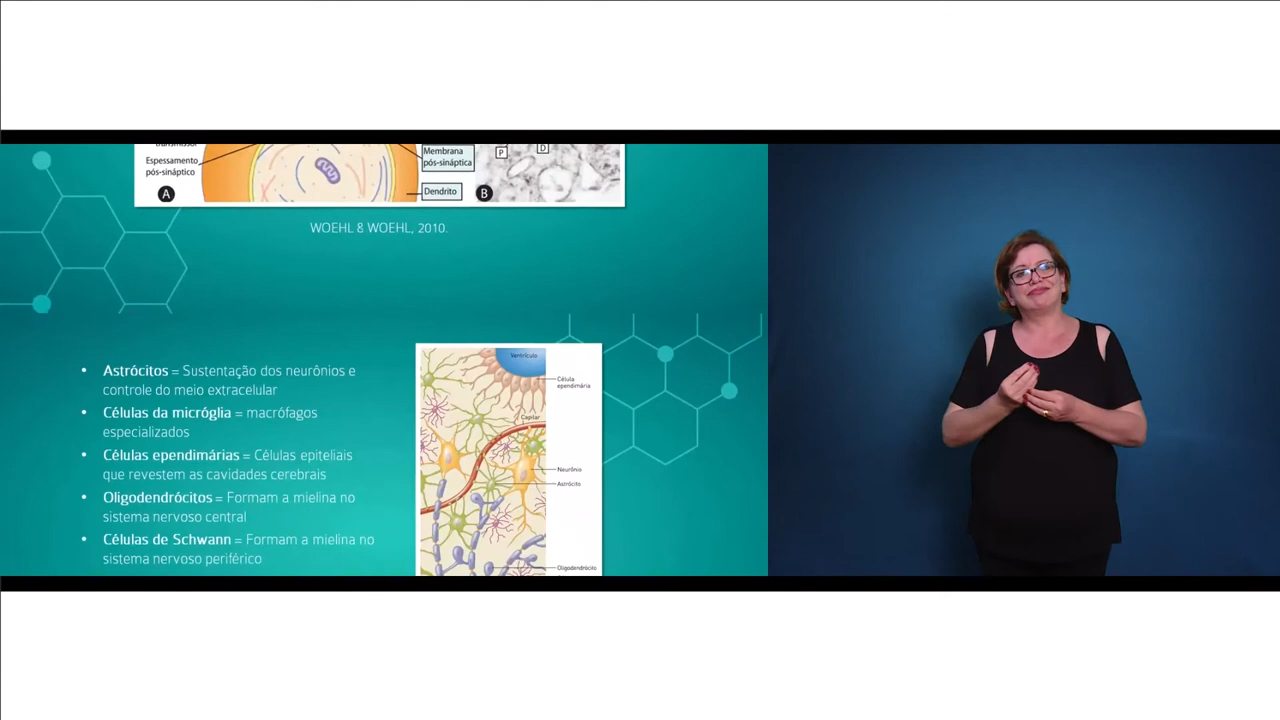 transmissor
Espessamento
pós-sináptico
A
Membrana
pós-sináptica
Dendrito
P
D
B
WOEHL & WOEHL, 2010.
• Astrócitos = Sustentação dos neurônios e
controle do meio extracelular
• Células da micróglia = macrófagos
especializados
• Células ependimárias = Células epiteliais
que revestem as cavidades cerebrais
• Oligodendrócitos = Formam a mielina no
sistema nervoso central
• Células de Schwann = Formam a mielina no
sistema nervoso periférico
Ventrículo
Célula
ependimária
Capilar
Neurônio
Astrócito
Oligodendrócito